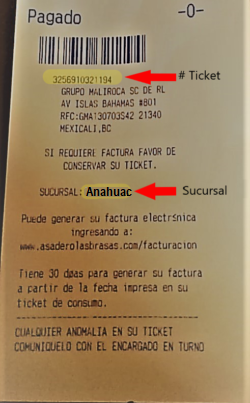 Pagado -0-
3256910321194 # Ticket
GRUPO MALIROCA SC DE RL
AV ISLAS BAHAMAS #801
RFC:GMA130703S42 21340
MEXICALI,BC
SI REQUIERE FACTURA FAVOR DE
CONSERVAR SU TICKET.
SUCURSAL: Anahuac Sucursal
Puede generar su factura electrónica
ingresando a:
www.asaderolasbrasas.com/facturacion
Tiene 30 døas para generar su factura
a partir de la fecha impresa en su
ticket de consumo.
CUALQUIER ANOMALIA EN SU TICKET
COMUNIQUELO CON EL ENCARGADO EN TURNO